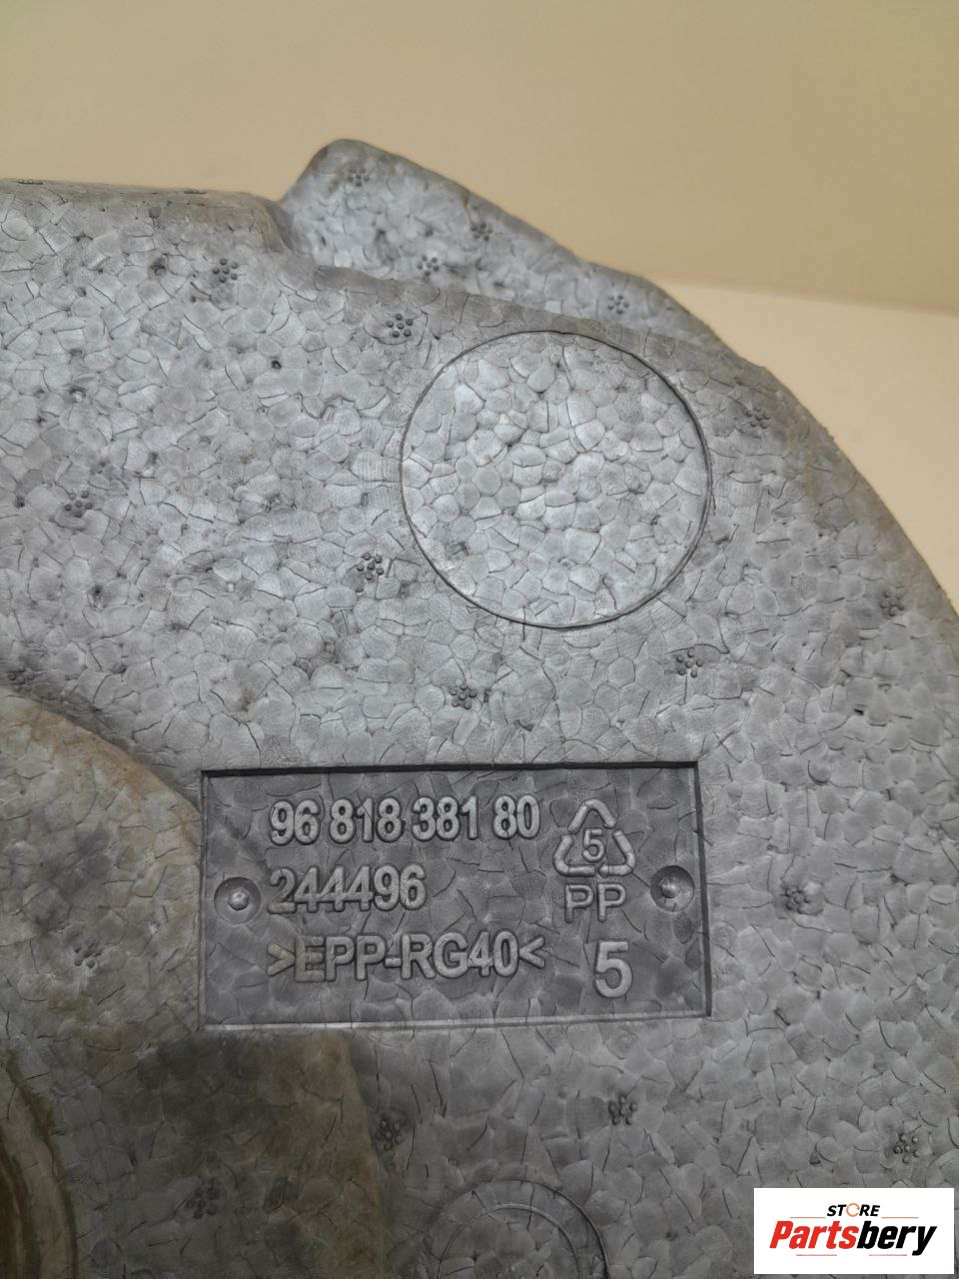 96 818 381 80
5
244496
PP
>EPP-RG40<
5
STORE
Partsbery